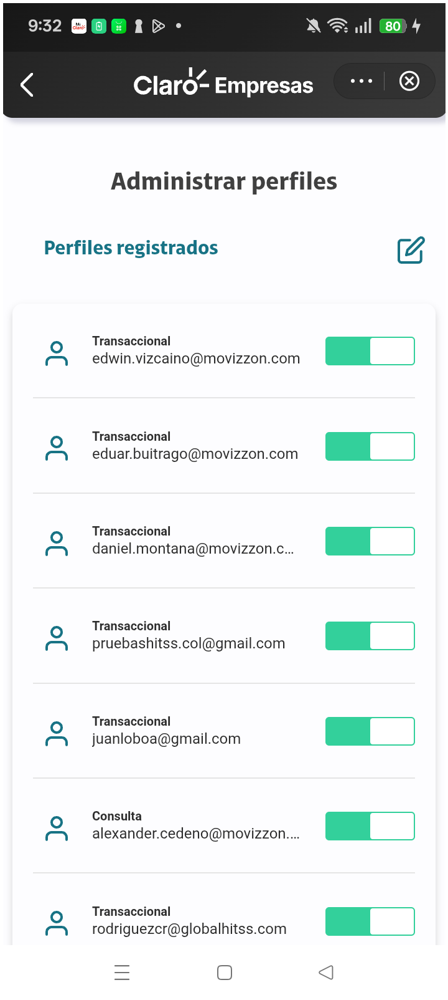 9:32
Mi
Claro
80
Claro- Empresas
Administrar perfiles
Perfiles registrados
Transaccional
edwin.vizcaino@movizzon.com
Transaccional
eduar.buitrago@movizzon.com
Transaccional
daniel.montana@movizzon.c...
Transaccional
pruebashitss.col@gmail.com
Transaccional
juanloboa@gmail.com
Consulta
alexander.cedeno@movizzon....
Transaccional
rodriguezcr@globalhitss.com